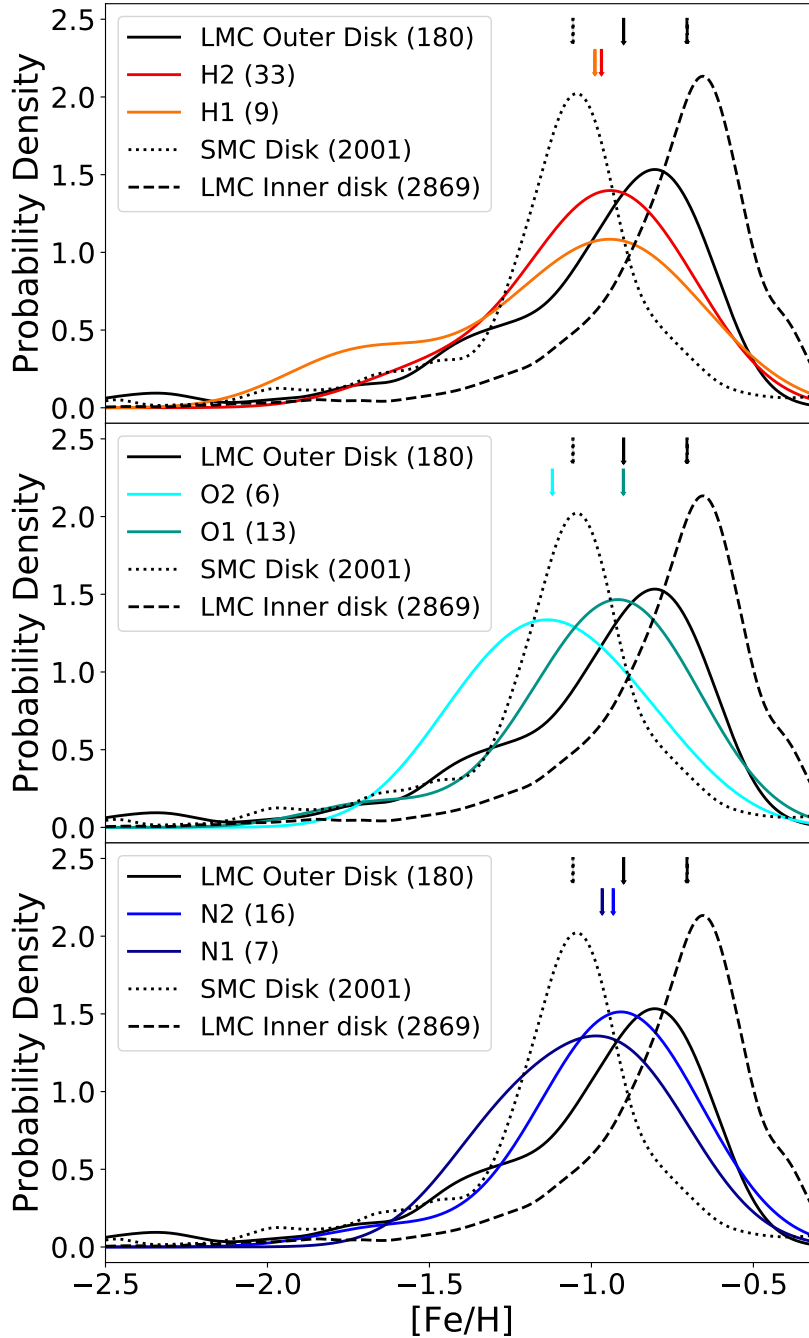 2.5
2.0
1.5
1.0
0.5
0.0
Probability Density
LMC Outer Disk (180)
H2 (33)
H1 (9)
SMC Disk (2001)
LMC Inner disk (2869)
2.5
2.0
1.5
1.0
0.5
0.0
Probability Density
LMC Outer Disk (180)
O2 (6)
O1 (13)
SMC Disk (2001)
LMC Inner disk (2869)
2.5
2.0
1.5
1.0
0.5
0.0
Probability Density
LMC Outer Disk (180)
N2 (16)
N1 (7)
SMC Disk (2001)
LMC Inner disk (2869)
−2.5 −2.0 −1.5 −1.0 −0.5
[Fe/H]